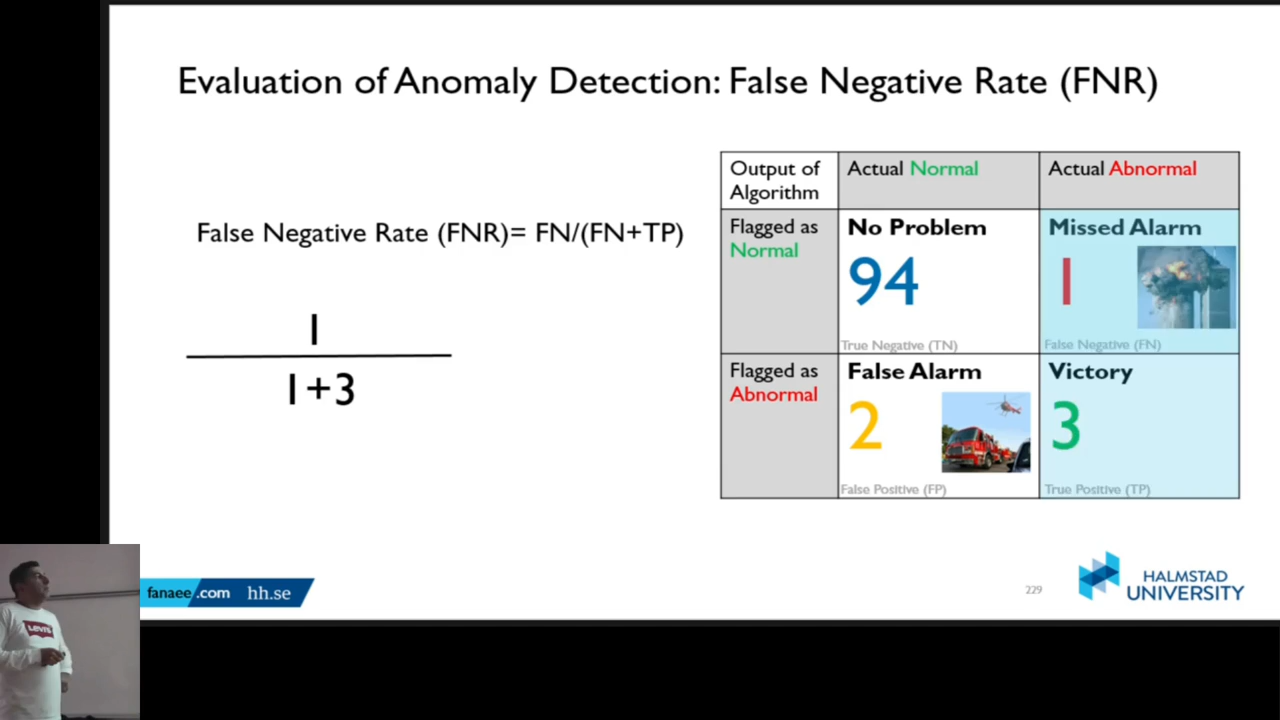 Evaluation of Anomaly Detection: False Negative Rate (FNR)
False Negative Rate (FNR)= FN/(FN+TP)
1
1+3
Output of Algorithm
Actual Normal
Actual Abnormal
Flagged as Normal
No Problem
94
True Negative (TN)
Missed Alarm
1
False Negative (FN)
Flagged as Abnormal
False Alarm
2
False Positive (FP)
Victory
3
True Positive (TP)
LEVI'S
fanaee.com hh.se
229
HALMSTAD
UNIVERSITY